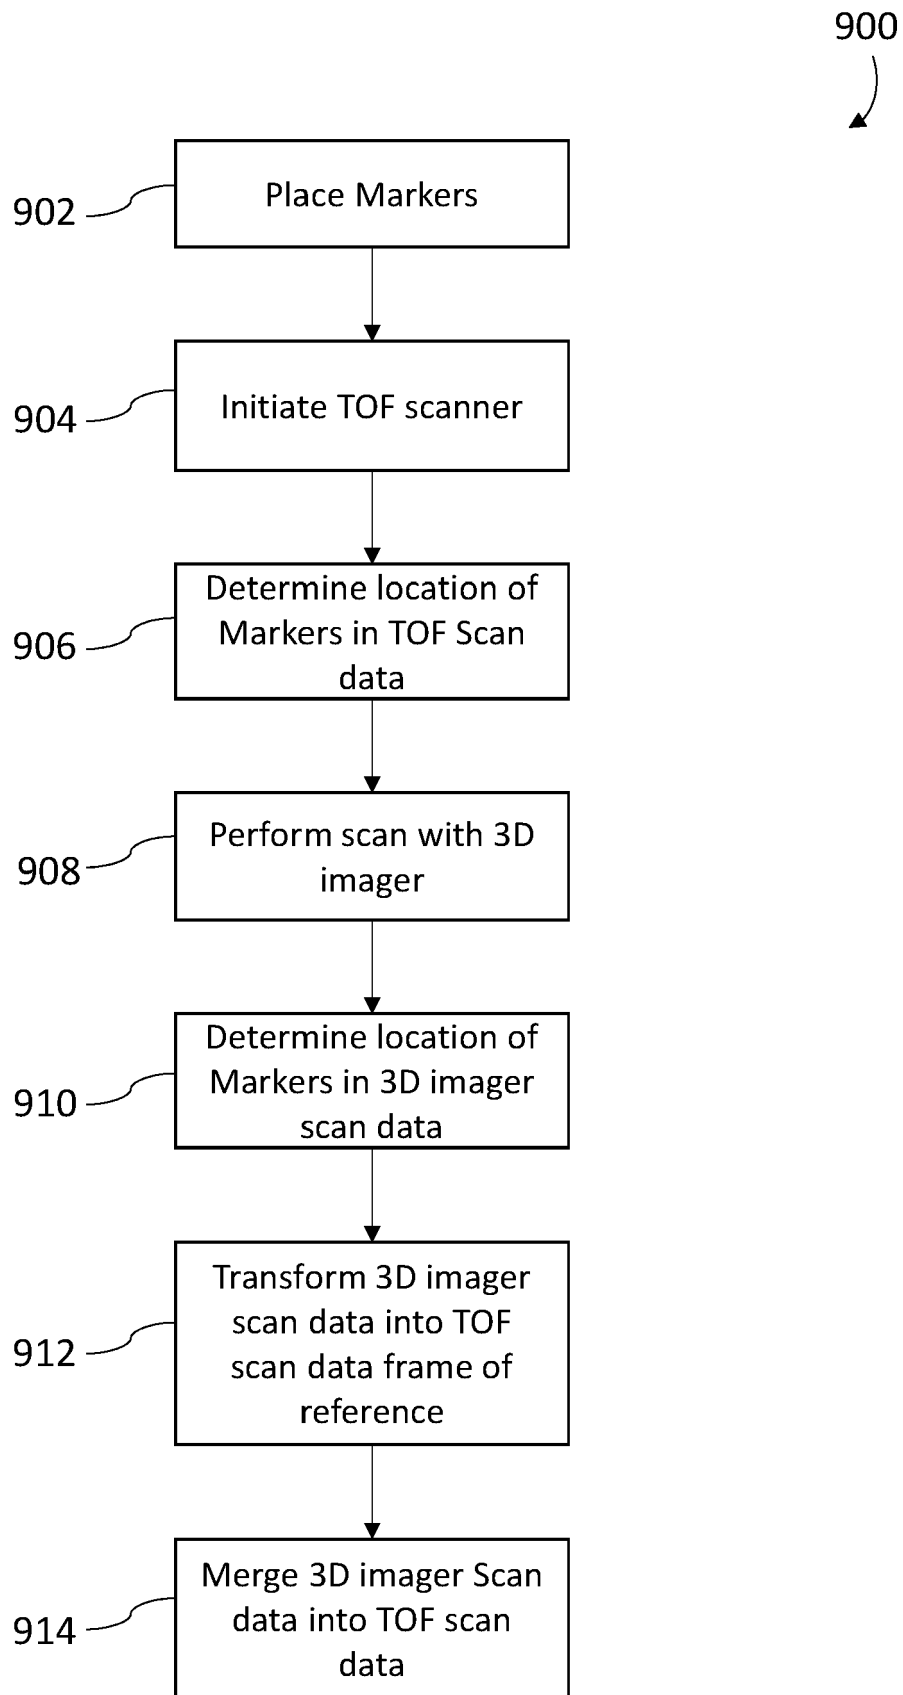 900
902
Place Markers
904
Initiate TOF scanner
906
Determine location of
Markers in TOF Scan
data
908
Perform scan with 3D
imager
910
Determine location of
Markers in 3D imager
scan data
912
Transform 3D imager
scan data into TOF
scan data frame of
reference
914
Merge 3D imager Scan
data into TOF scan
data